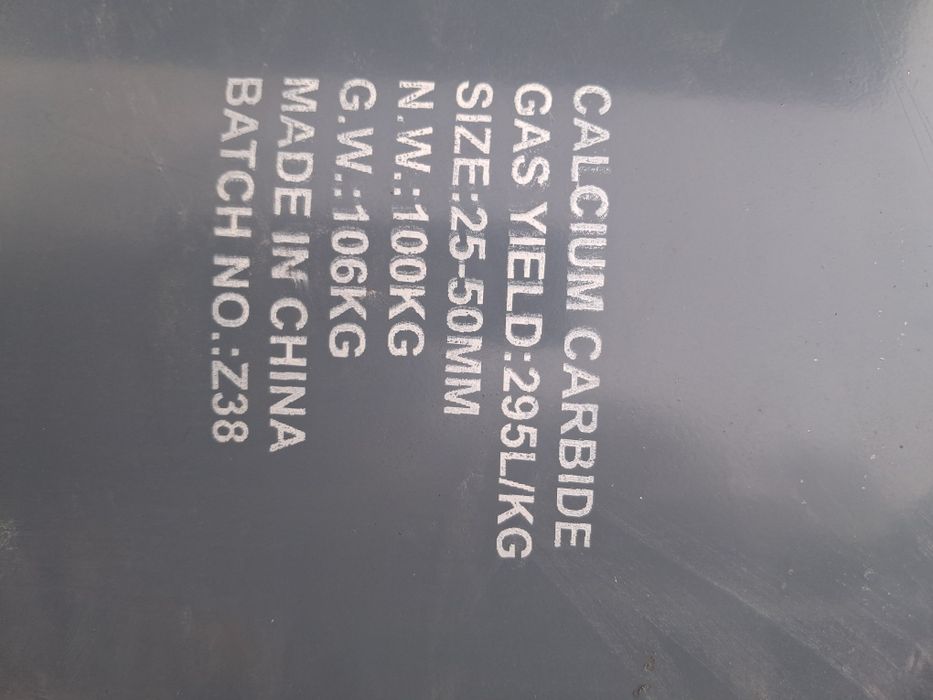 CALCIUM CARBIDE
GAS YIELD:295L/KG
SIZE:25-50MM
N.W.:100KG
G.W.:106KG
MADE IN CHINA
BATCH NO.:Z38